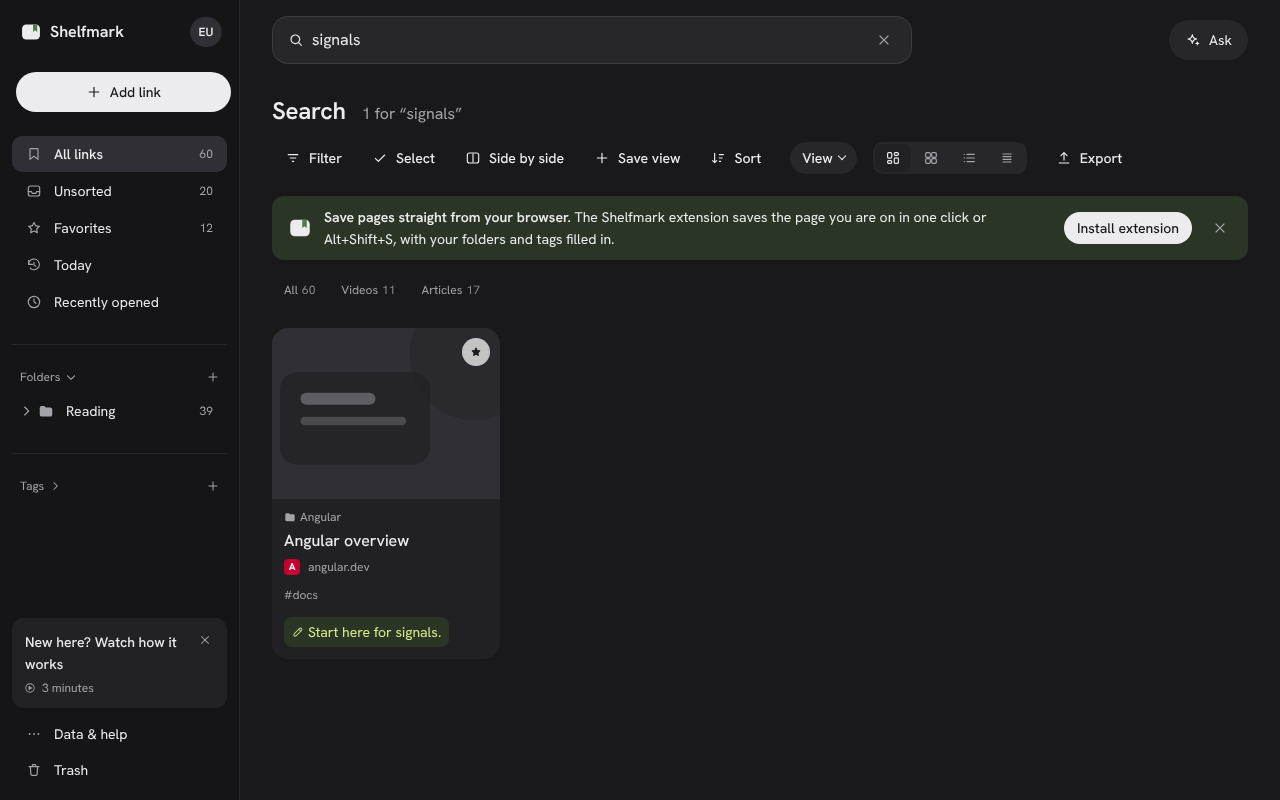 Shelfmark
EU
Add link
All links 60
Unsorted 20
Favorites 12
Today
Recently opened
Folders
Reading 39
Tags
New here? Watch how it
works
3 minutes
Data & help
Trash
signals
Ask
Search 1 for “signals”
Filter Select Side by side Save view Sort View Export
Save pages straight from your browser. The Shelfmark extension saves the page you are on in one click or
Alt+Shift+S, with your folders and tags filled in.
Install extension
All 60 Videos 11 Articles 17
Angular
Angular overview
A angular.dev
#docs
Start here for signals.